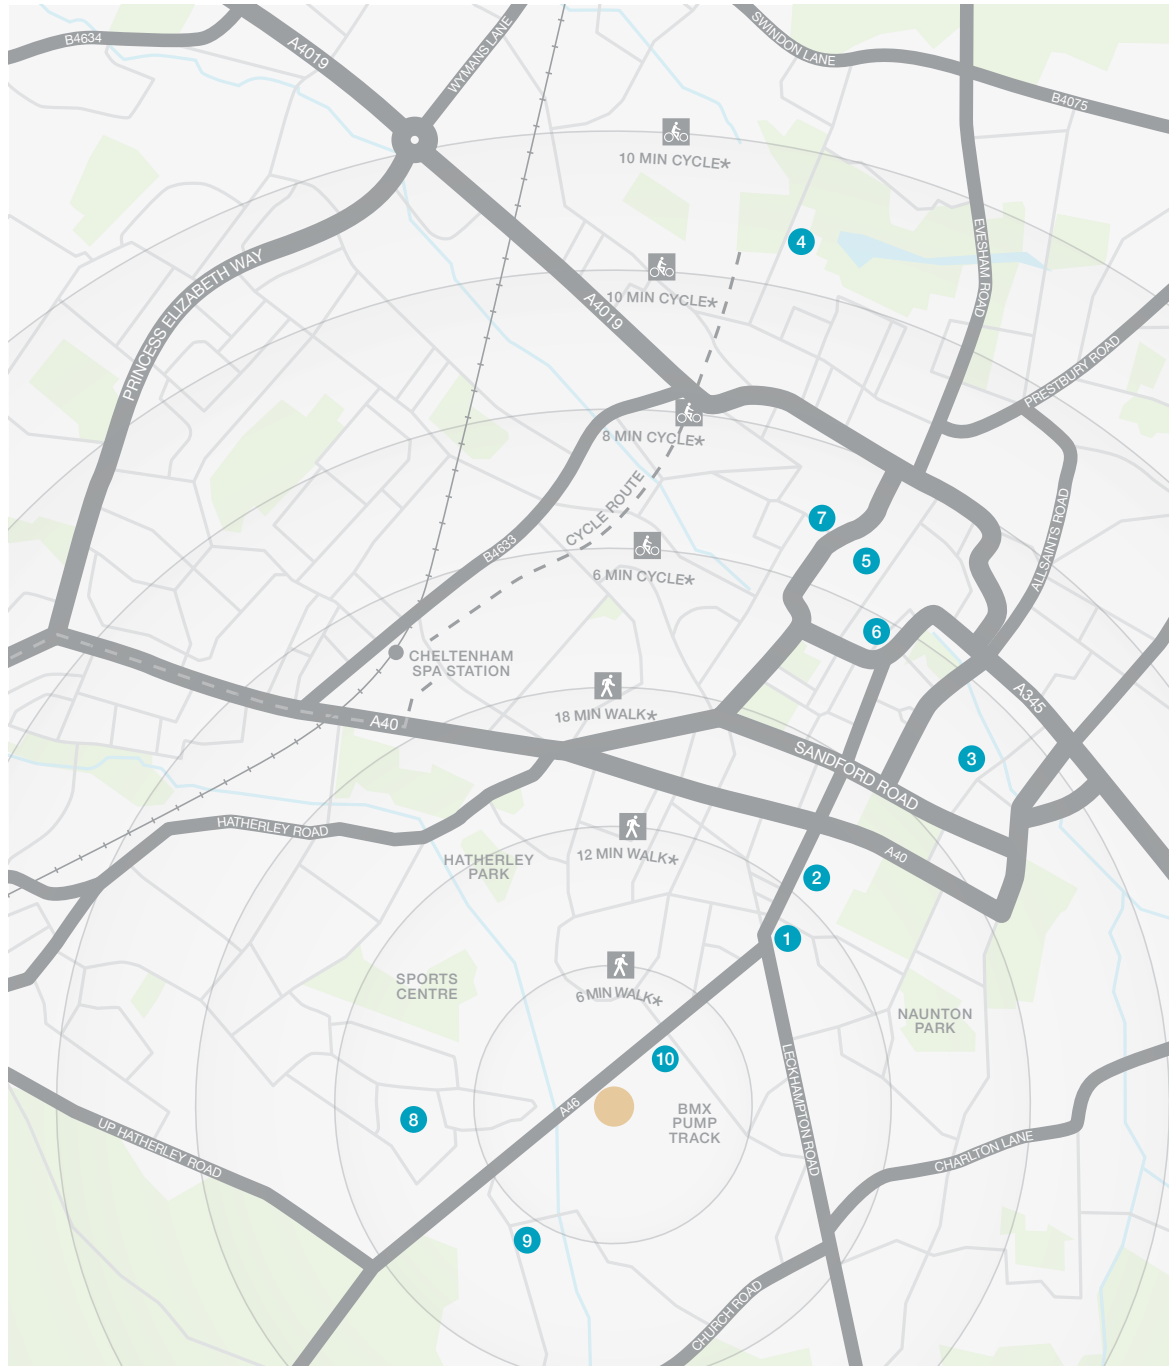 B4634
A4019
WYMANS LANE
SWINDON LANE
B4075
10 MIN CYCLE*
EVESHAM ROAD
4
PRINCESS ELIZABETH WAY
10 MIN CYCLE*
A4019
PRESTBURY ROAD
8 MIN CYCLE*
CYCLE ROUTE
7
ALLSAINTS ROAD
B4633
5
6 MIN CYCLE*
6
CHELTENHAM
SPA STATION
A345
18 MIN WALK*
A40
SANDFORD ROAD
3
HATHERLEY ROAD
12 MIN WALK*
A40
HATHERLEY
PARK
2
1
SPORTS
CENTRE
6 MIN WALK*
NAUNTON
PARK
10
LECKHAMPTON ROAD
A46
8
BMX
PUMP
TRACK
UP HATHERLEY ROAD
CHARLTON LANE
9
CHURCH ROAD